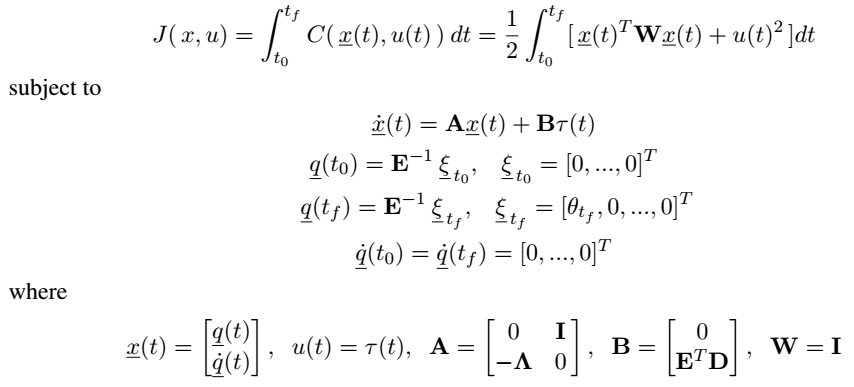 J( x, u) = \int_{t_0}^{t_f} C( \underline{x}(t), u(t) ) dt = \frac{1}{2} \int_{t_0}^{t_f} [ \underline{x}(t)^T \mathbf{W} \underline{x}(t) + u(t)^2 ] dt
subject to
\dot{\underline{x}}(t) = \mathbf{A}\underline{x}(t) + \mathbf{B}\tau(t)
\underline{q}(t_0) = \mathbf{E}^{-1} \underline{\xi}_{t_0}, \quad \underline{\xi}_{t_0} = [0, ..., 0]^T
\underline{q}(t_f) = \mathbf{E}^{-1} \underline{\xi}_{t_f}, \quad \underline{\xi}_{t_f} = [\theta_{t_f}, 0, ..., 0]^T
\dot{\underline{q}}(t_0) = \dot{\underline{q}}(t_f) = [0, ..., 0]^T
where
\underline{x}(t) = \begin{bmatrix} \underline{q}(t) \\ \dot{\underline{q}}(t) \end{bmatrix}, \quad u(t) = \tau(t), \quad \mathbf{A} = \begin{bmatrix} 0 & \mathbf{I} \\ -\mathbf{\Lambda} & 0 \end{bmatrix}, \quad \mathbf{B} = \begin{bmatrix} 0 \\ \mathbf{E}^T\mathbf{D} \end{bmatrix}, \quad \mathbf{W} = \mathbf{I}